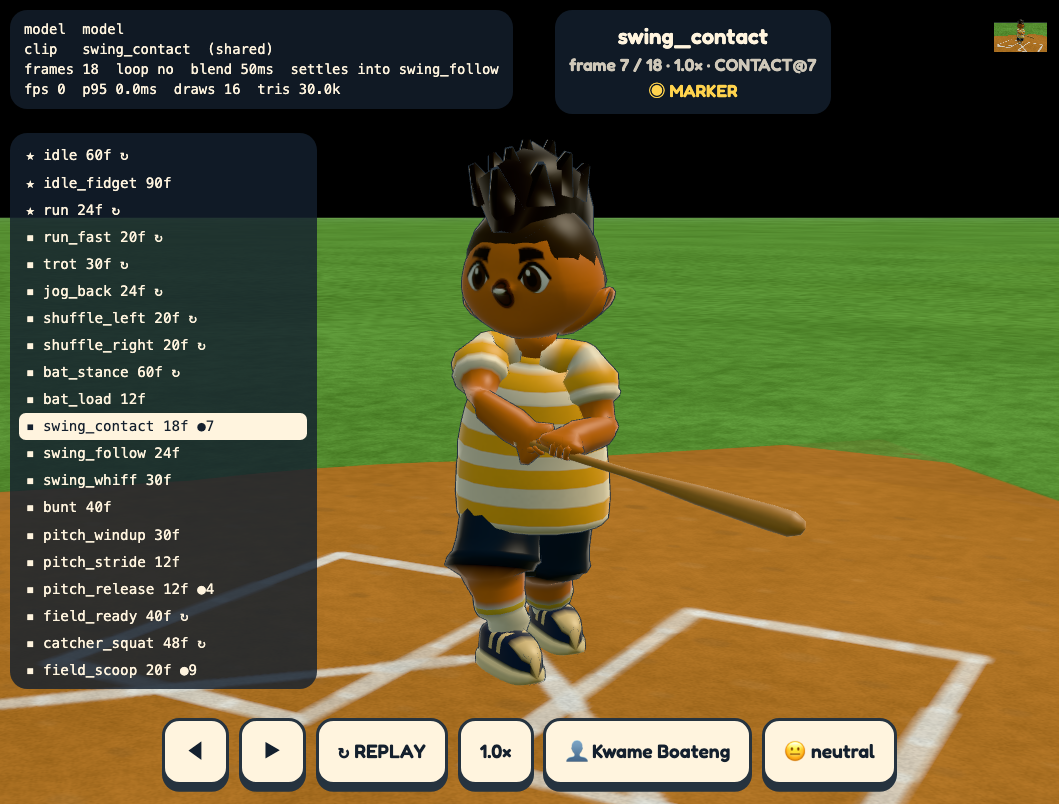 model model
clip swing_contact (shared)
frames 18 loop no blend 50ms settles into swing_follow
fps 0 p95 0.0ms draws 16 tris 30.0k
swing_contact
frame 7 / 18 · 1.0× · CONTACT@7
◉ MARKER
★ idle 60f ↻
★ idle_fidget 90f
★ run 24f ↻
▪ run_fast 20f ↻
▪ trot 30f ↻
▪ jog_back 24f ↻
▪ shuffle_left 20f ↻
▪ shuffle_right 20f ↻
▪ bat_stance 60f ↻
▪ bat_load 12f
▪ swing_contact 18f ●7
▪ swing_follow 24f
▪ swing_whiff 30f
▪ bunt 40f
▪ pitch_windup 30f
▪ pitch_stride 12f
▪ pitch_release 12f ●4
▪ field_ready 40f ↻
▪ catcher_squat 48f ↻
▪ field_scoop 20f ●9
◀ ▶ ↻ REPLAY 1.0× 👤 Kwame Boateng 😐 neutral